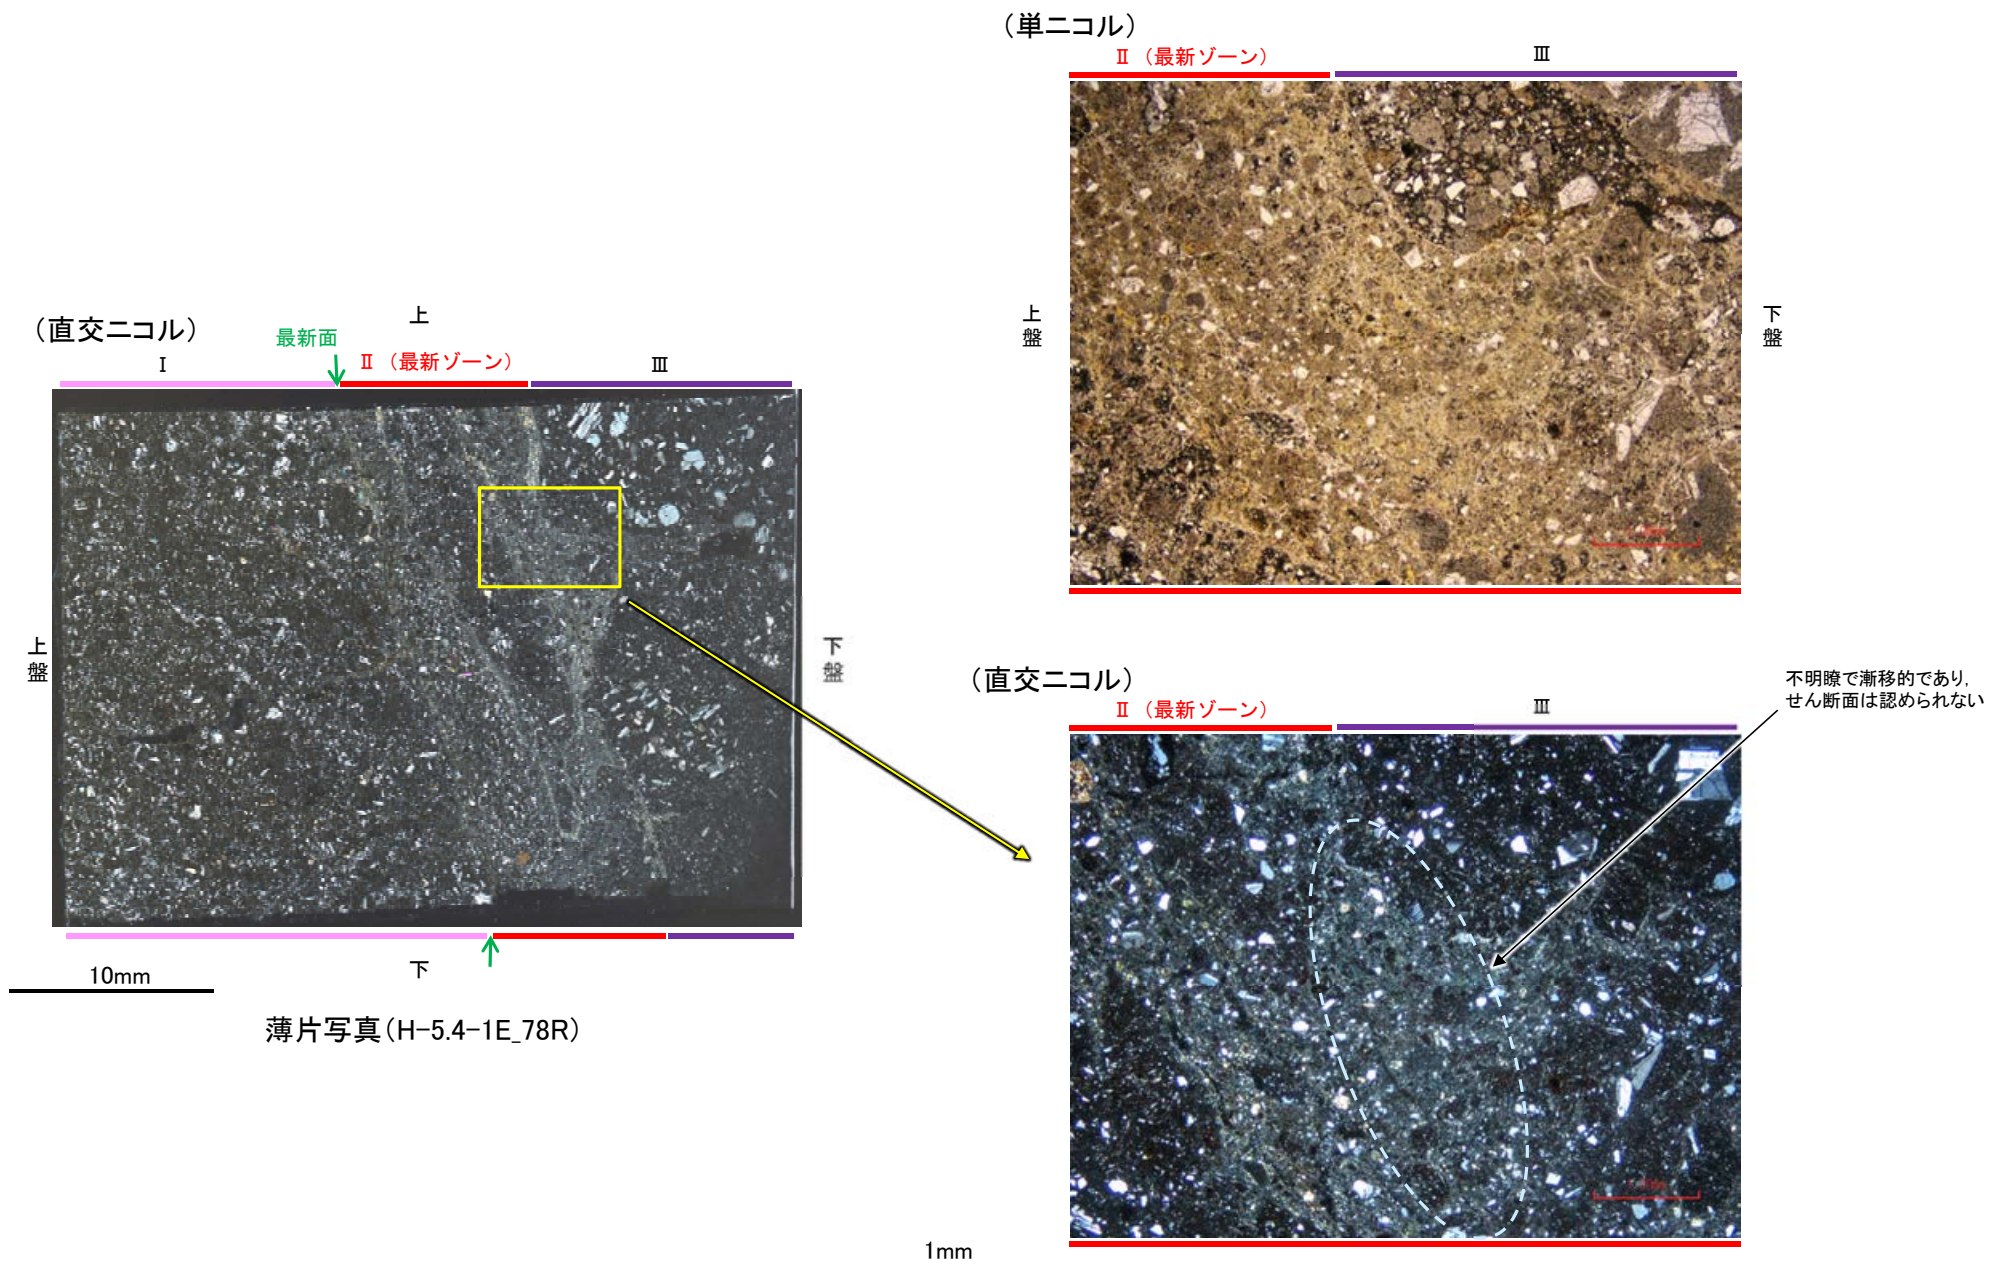 (単ニコル)
Ⅱ (最新ゾーン)
Ⅲ
上盤
下盤
(直交ニコル)
最新面
上
Ⅰ
Ⅱ (最新ゾーン)
Ⅲ
上盤
下盤
下
10mm
薄片写真(H-5.4-1E_78R)
(直交ニコル)
Ⅱ (最新ゾーン)
Ⅲ
不明瞭で漸移的であり,
せん断面は認められない
1mm